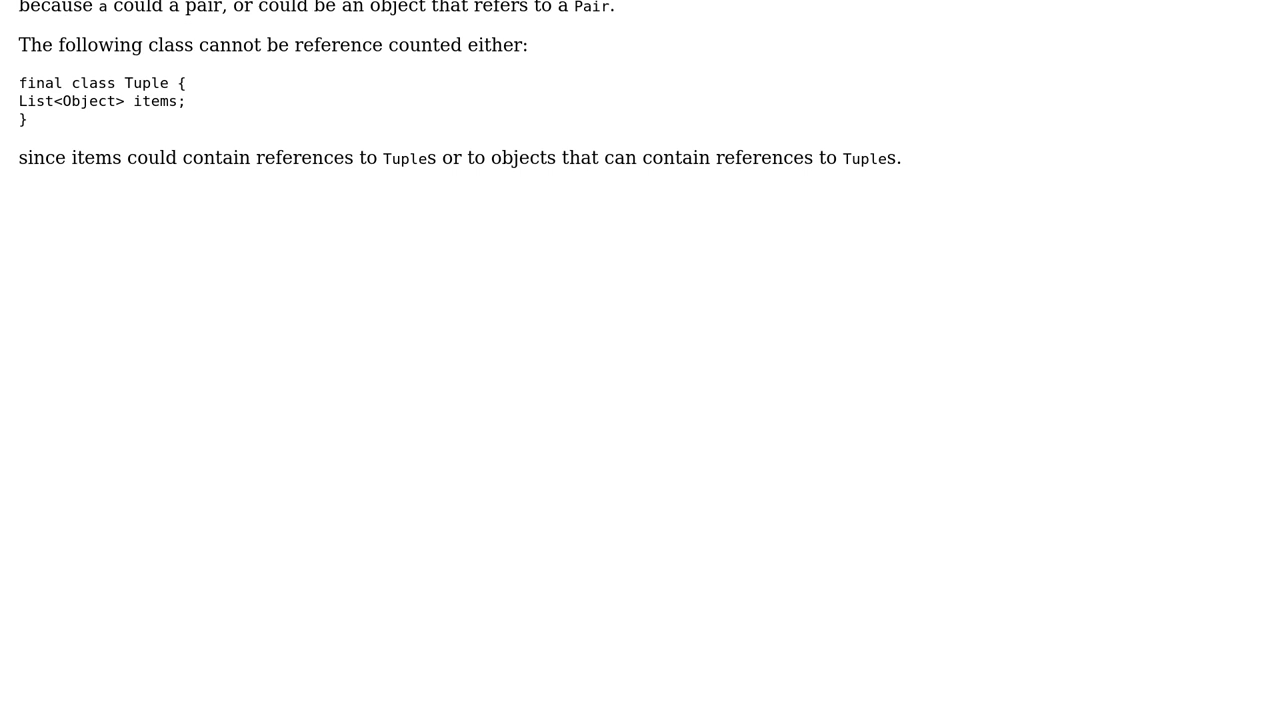 because a could a pair, or could be an object that refers to a Pair.
The following class cannot be reference counted either:
final class Tuple {
List<Object> items;
}
since items could contain references to Tuples or to objects that can contain references to Tuples.